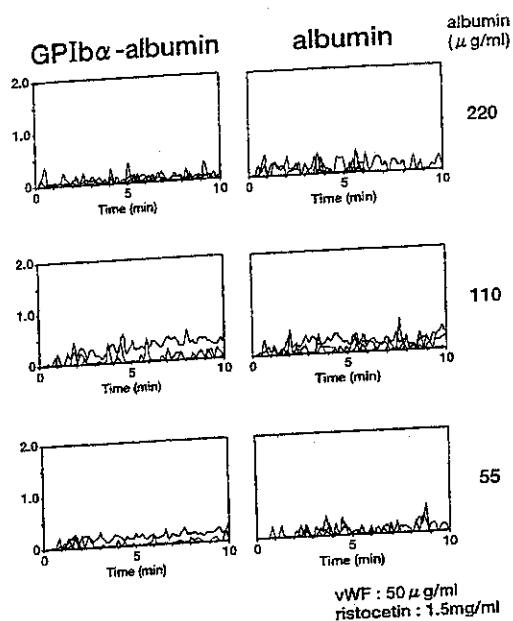 GPIbα-albumin albumin albumin
(μg/ml)
2.0
1.0
0
5 10
Time (min)
5 10
Time (min)
220
2.0
1.0
0
0 5 10
Time (min)
0 5 10
Time (min)
110
2.0
1.0
0
0 5 10
Time (min)
0 5 10
Time (min)
55
vWF : 50μg/ml
ristocetin : 1.5mg/ml